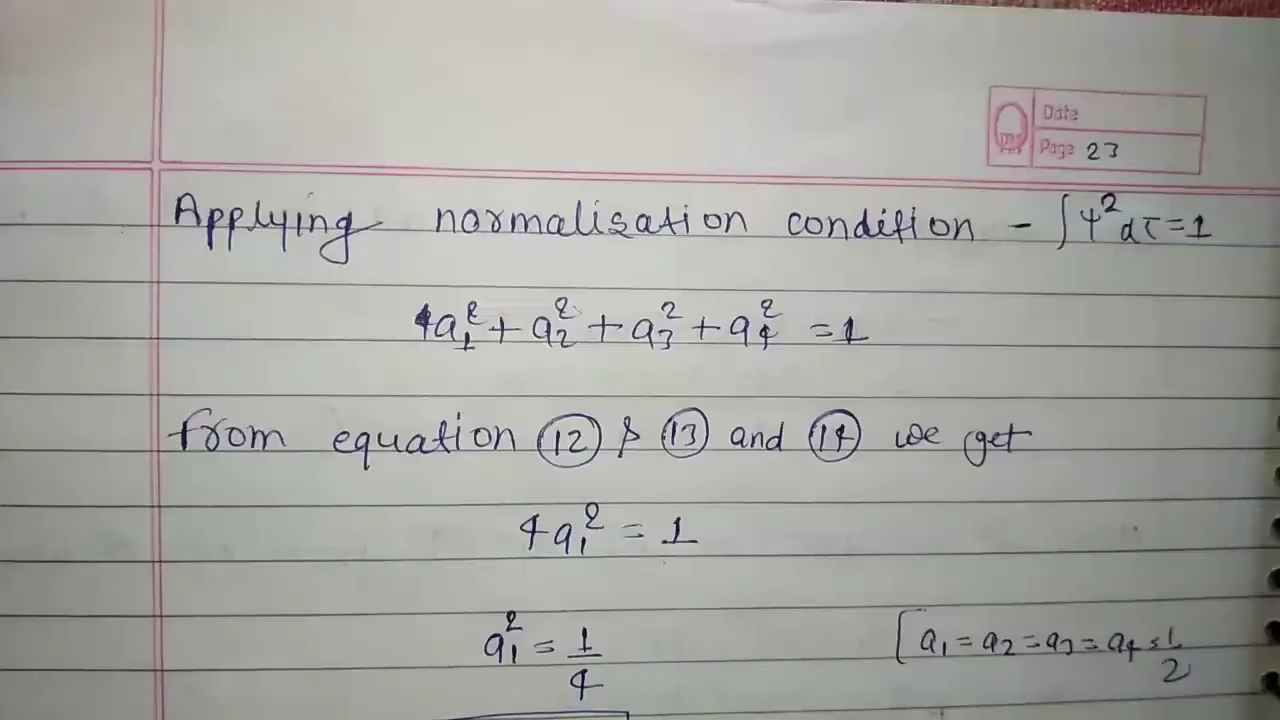 Date
Page 23
Applying normalisation condition - ∫ψ²dτ=1
a₁² + a₂² + a₃² + a₄² = 1
from equation (12) & (13) and (14) we get
4a₁² = 1
a₁² = 1/4 [a₁ = a₂ = a₃ = a₄ = 1/2